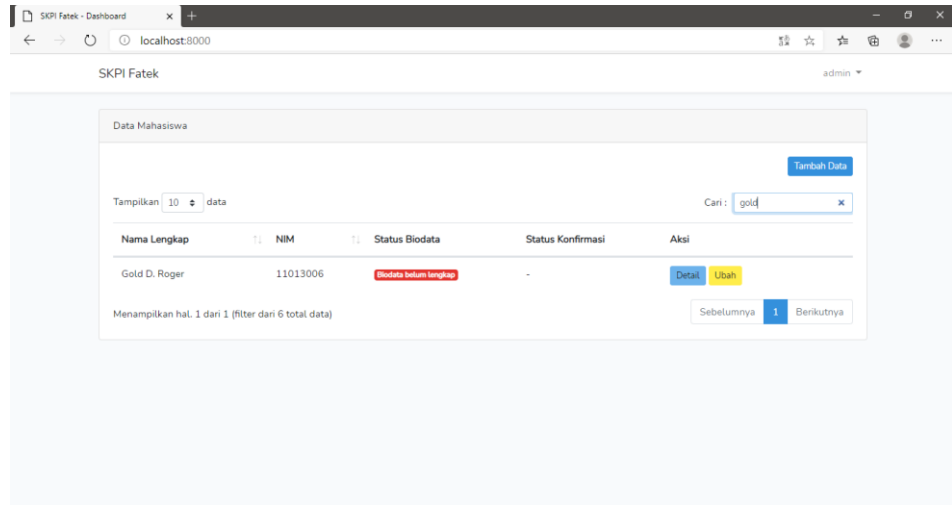 SKPI Fatek - Dashboard
localhost:8000
SKPI Fatek admin
Data Mahasiswa
Tambah Data
Tampilkan 10 data Cari : gold
Nama Lengkap NIM Status Biodata Status Konfirmasi Aksi
Gold D. Roger 11013006 Biodata belum lengkap - Detail Ubah
Menampilkan hal. 1 dari 1 (filter dari 6 total data) Sebelumnya 1 Berikutnya